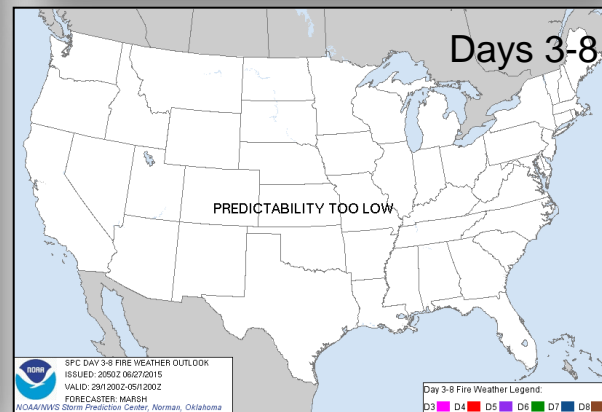 Days 3-8
PREDICTABILITY TOO LOW
NOAA
SPC DAY 3-8 FIRE WEATHER OUTLOOK
ISSUED: 2050Z 06/27/2015
VALID: 29/1200Z-05/1200Z
FORECASTER: MARSH
NOAA/NWS Storm Prediction Center, Norman, Oklahoma
Day 3-8 Fire Weather Legend:
D3 D4 D5 D6 D7 D8